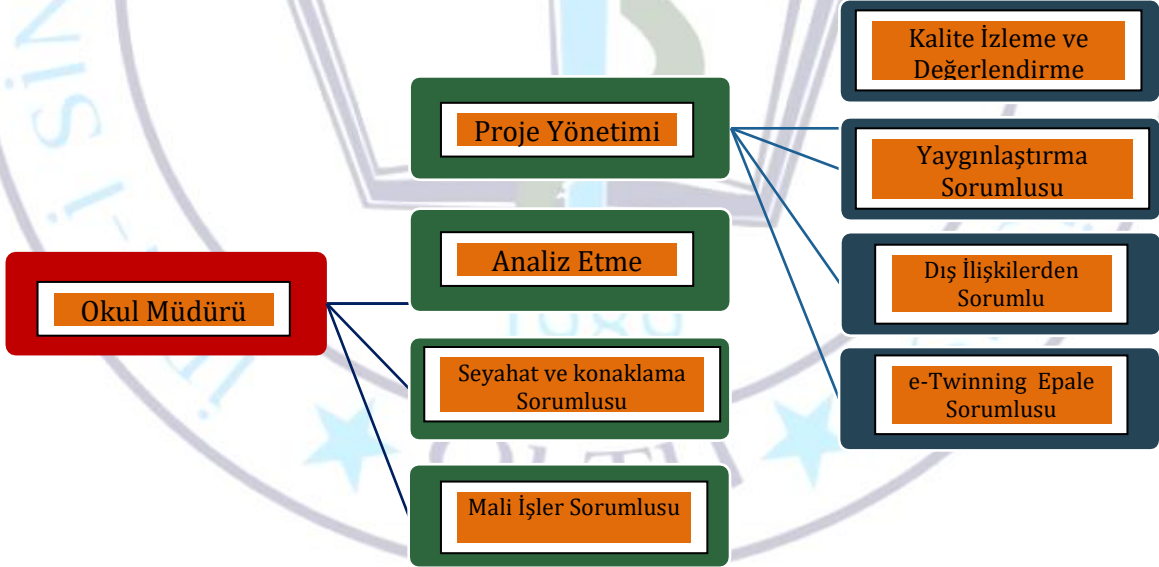 Kalite İzleme ve
Değerlendirme
Proje Yönetimi
Yaygınlaştırma
Sorumlusu
Analiz Etme
Dış İlişkilerden
Sorumlu
Okul Müdürü
Seyahat ve konaklama
Sorumlusu
e-Twinning Epale
Sorumlusu
Mali İşler Sorumlusu